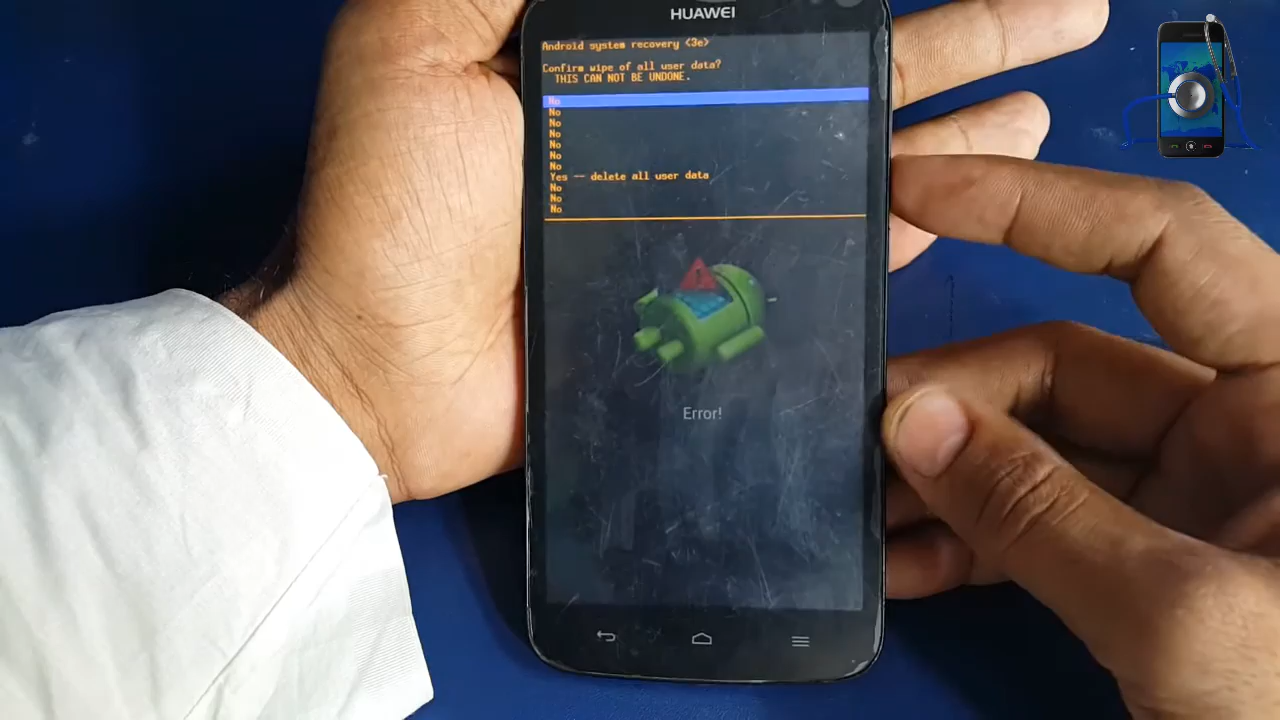 HUAWEI
Android system recovery <3e>
Confirm wipe of all user data?
THIS CAN NOT BE UNDONE.
No
No
No
No
No
No
No
Yes -- delete all user data
No
No
No
Error!